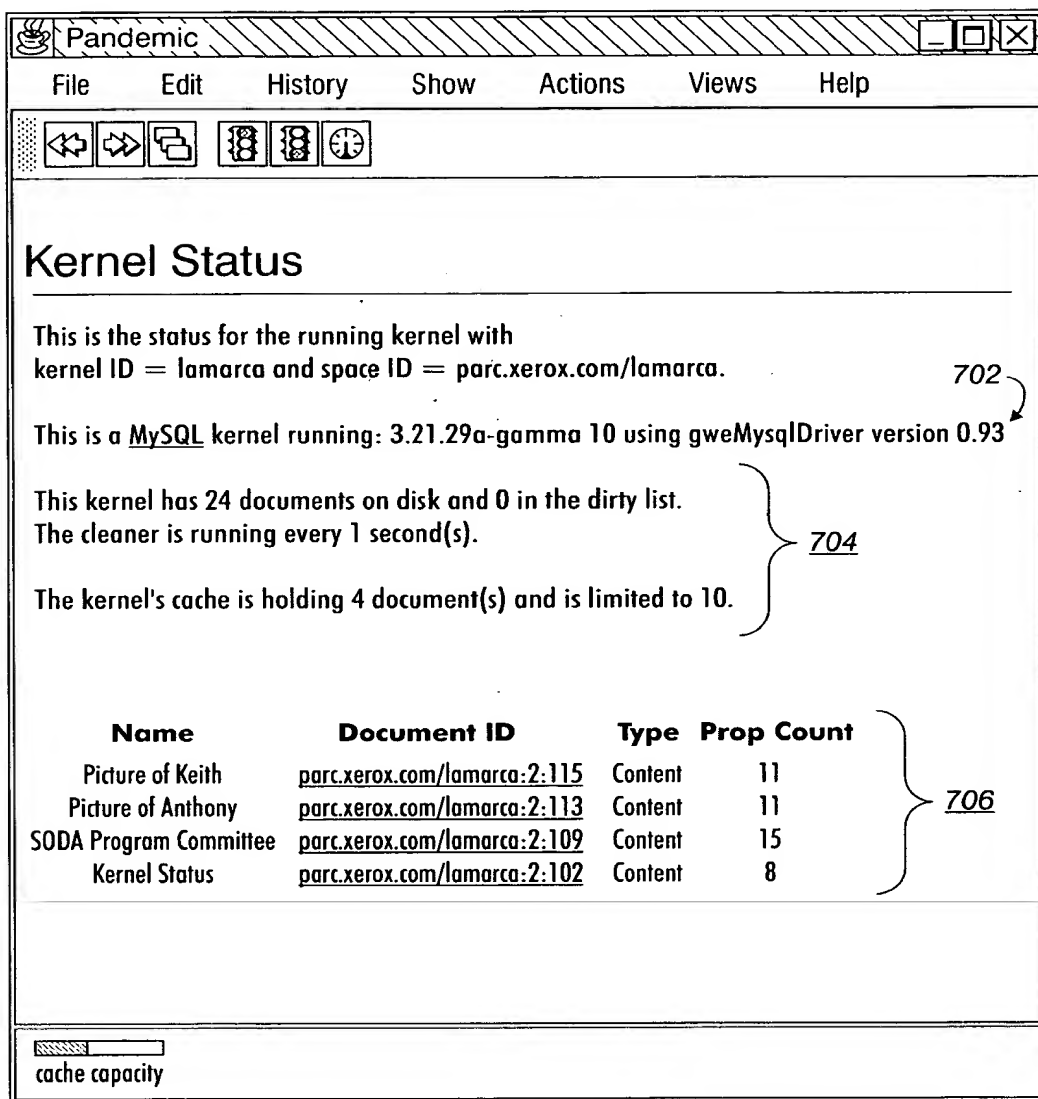 Pandemic
File Edit History Show Actions Views Help
Kernel Status
This is the status for the running kernel with
kernel ID = lamarca and space ID = parc.xerox.com/lamarca.
702
This is a MySQL kernel running: 3.21.29a-gamma 10 using gweMysqlDriver version 0.93
This kernel has 24 documents on disk and 0 in the dirty list.
The cleaner is running every 1 second(s).
704
The kernel's cache is holding 4 document(s) and is limited to 10.
Name Document ID Type Prop Count
Picture of Keith parc.xerox.com/lamarca:2:115 Content 11
Picture of Anthony parc.xerox.com/lamarca:2:113 Content 11
706
SODA Program Committee parc.xerox.com/lamarca:2:109 Content 15
Kernel Status parc.xerox.com/lamarca:2:102 Content 8
cache capacity